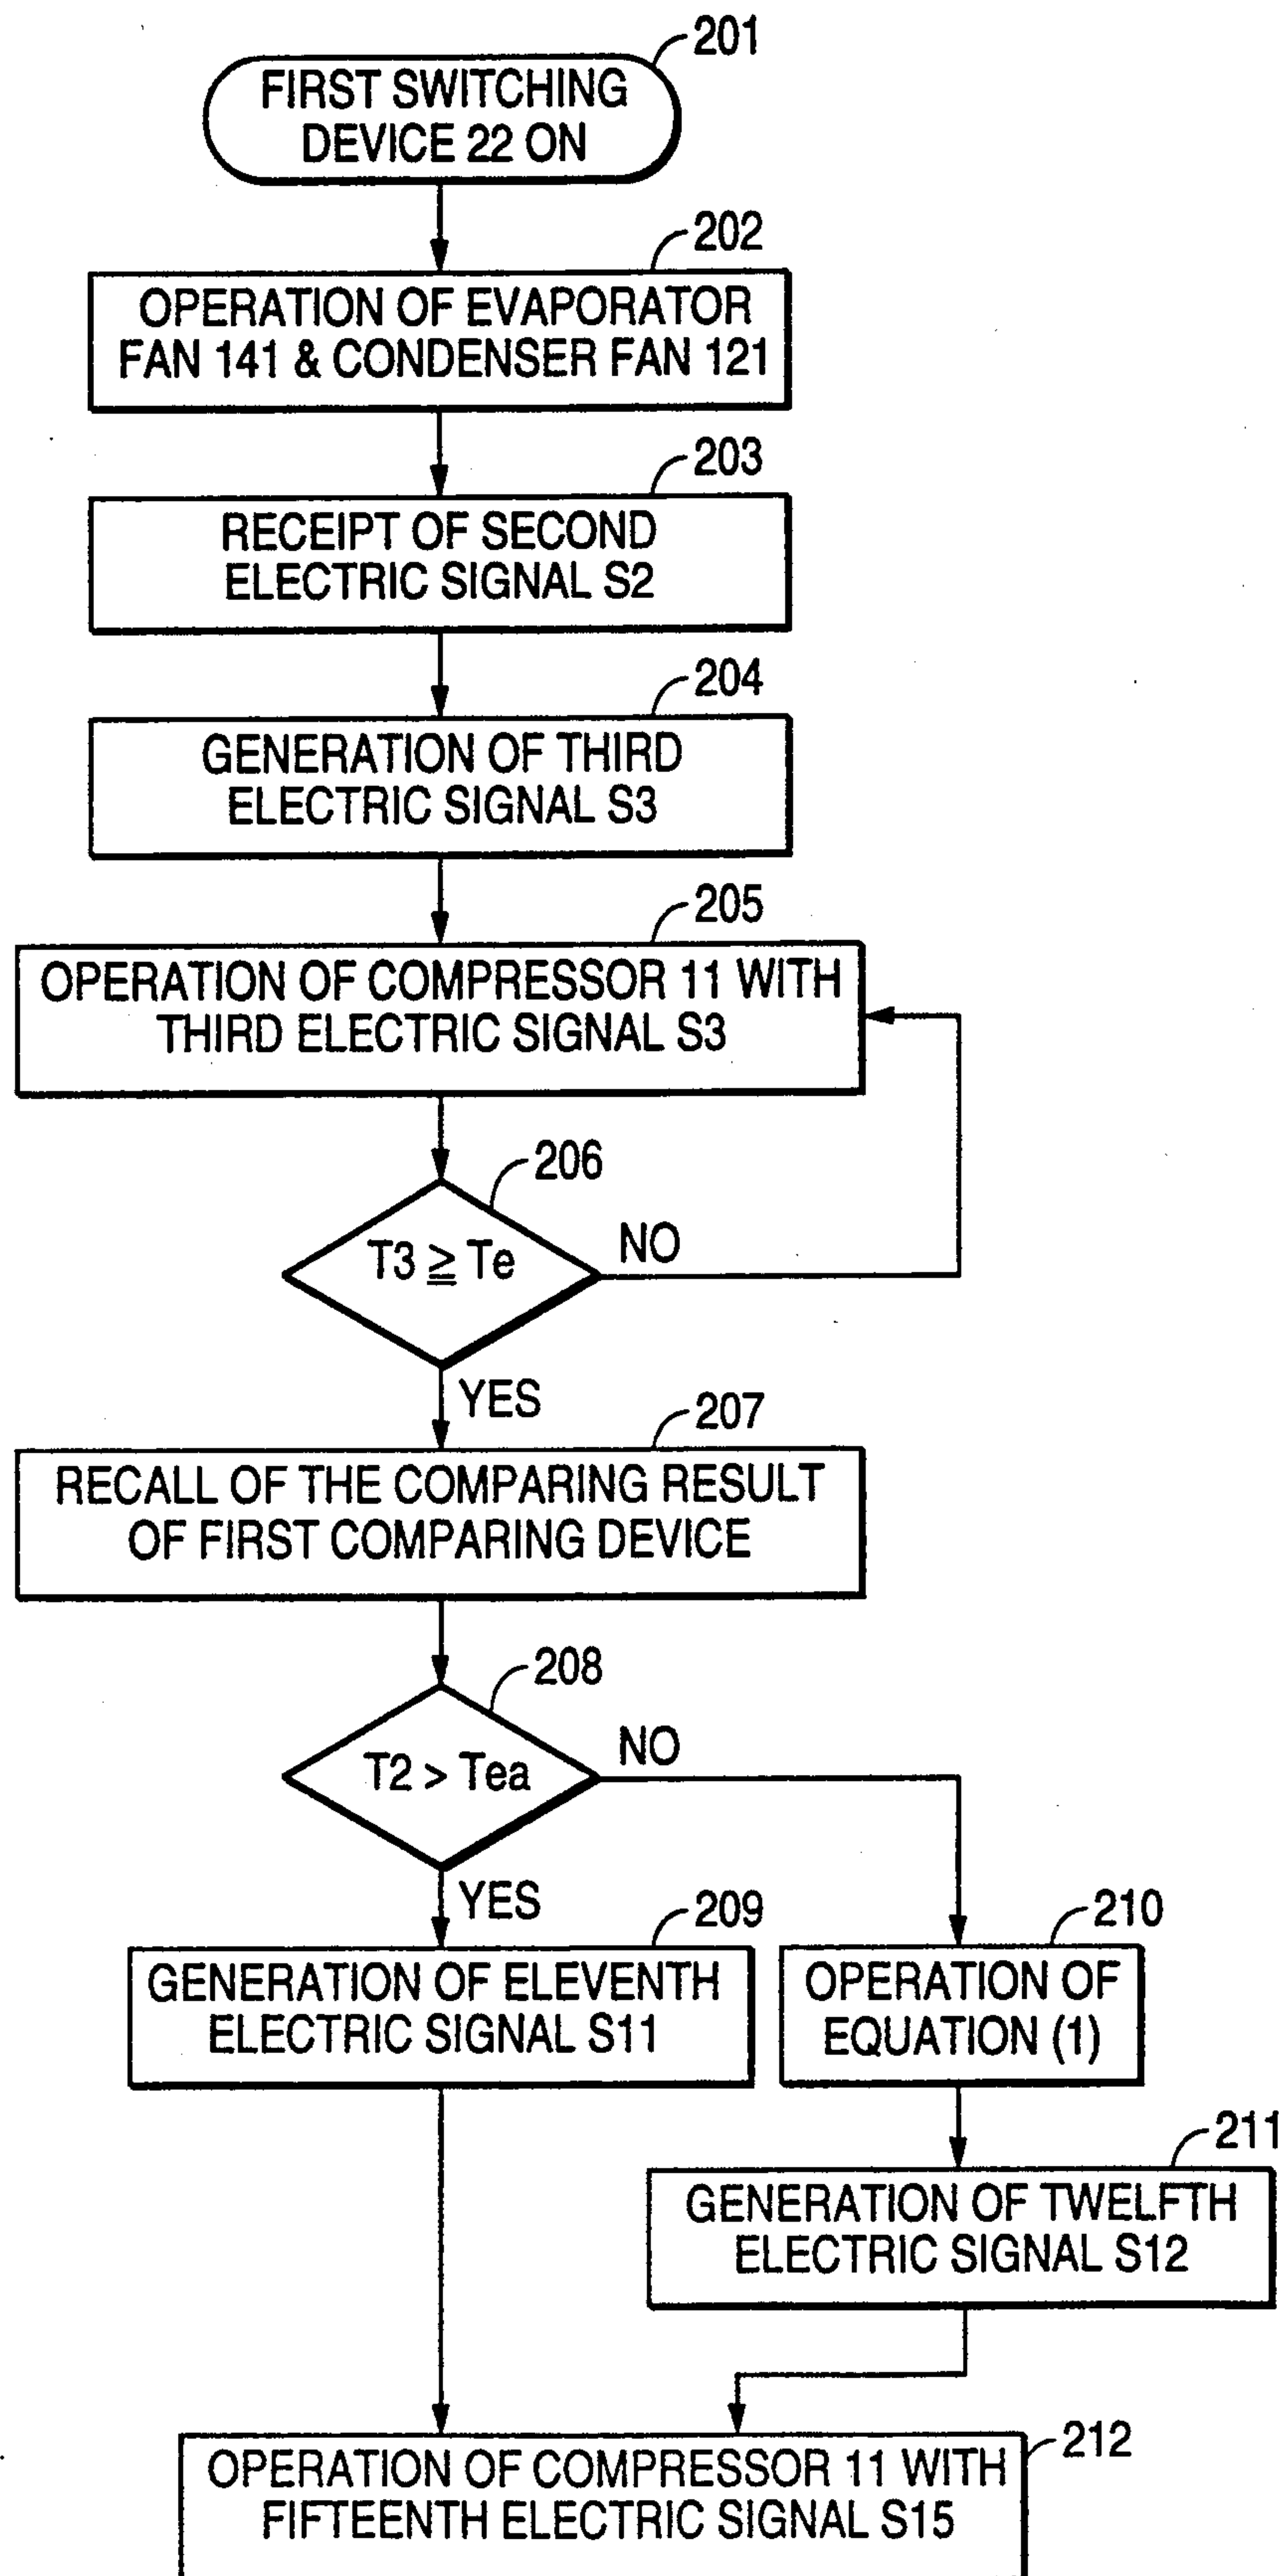 201
FIRST SWITCHING
DEVICE 22 ON
202
OPERATION OF EVAPORATOR
FAN 141 & CONDENSER FAN 121
203
RECEIPT OF SECOND
ELECTRIC SIGNAL S2
204
GENERATION OF THIRD
ELECTRIC SIGNAL S3
205
OPERATION OF COMPRESSOR 11 WITH
THIRD ELECTRIC SIGNAL S3
206
T3 ≧ Te
NO
YES
207
RECALL OF THE COMPARING RESULT
OF FIRST COMPARING DEVICE
208
T2 > Tea
NO
YES
209
GENERATION OF ELEVENTH
ELECTRIC SIGNAL S11
210
OPERATION OF
EQUATION (1)
211
GENERATION OF TWELFTH
ELECTRIC SIGNAL S12
212
OPERATION OF COMPRESSOR 11 WITH
FIFTEENTH ELECTRIC SIGNAL S15